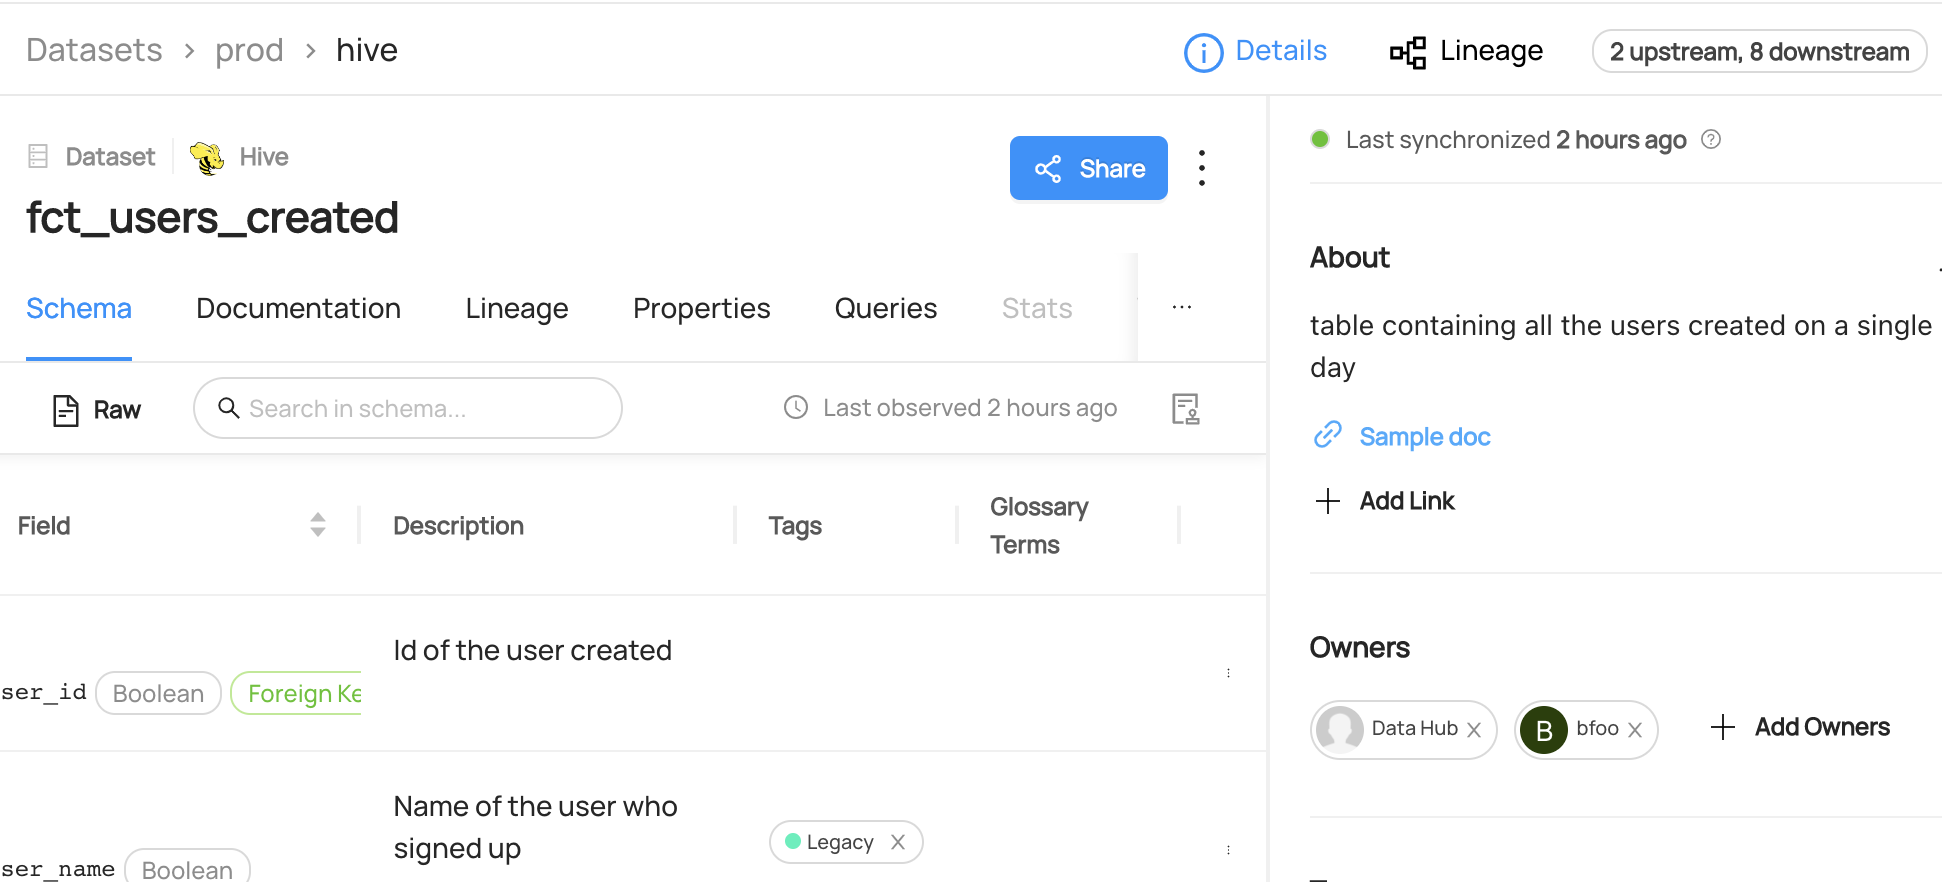 Datasets > prod > hive
Details
Lineage
2 upstream, 8 downstream
Dataset
Hive
Share
fct_users_created
Schema
Documentation
Lineage
Properties
Queries
Stats
...
Raw
Search in schema...
Last observed 2 hours ago
Field
Description
Tags
Glossary
Terms
ser_id Boolean Foreign Ke
Id of the user created
ser_name Boolean
Name of the user who
signed up
Legacy
Last synchronized 2 hours ago
About
table containing all the users created on a single
day
Sample doc
Add Link
Owners
Data Hub
B bfoo
Add Owners